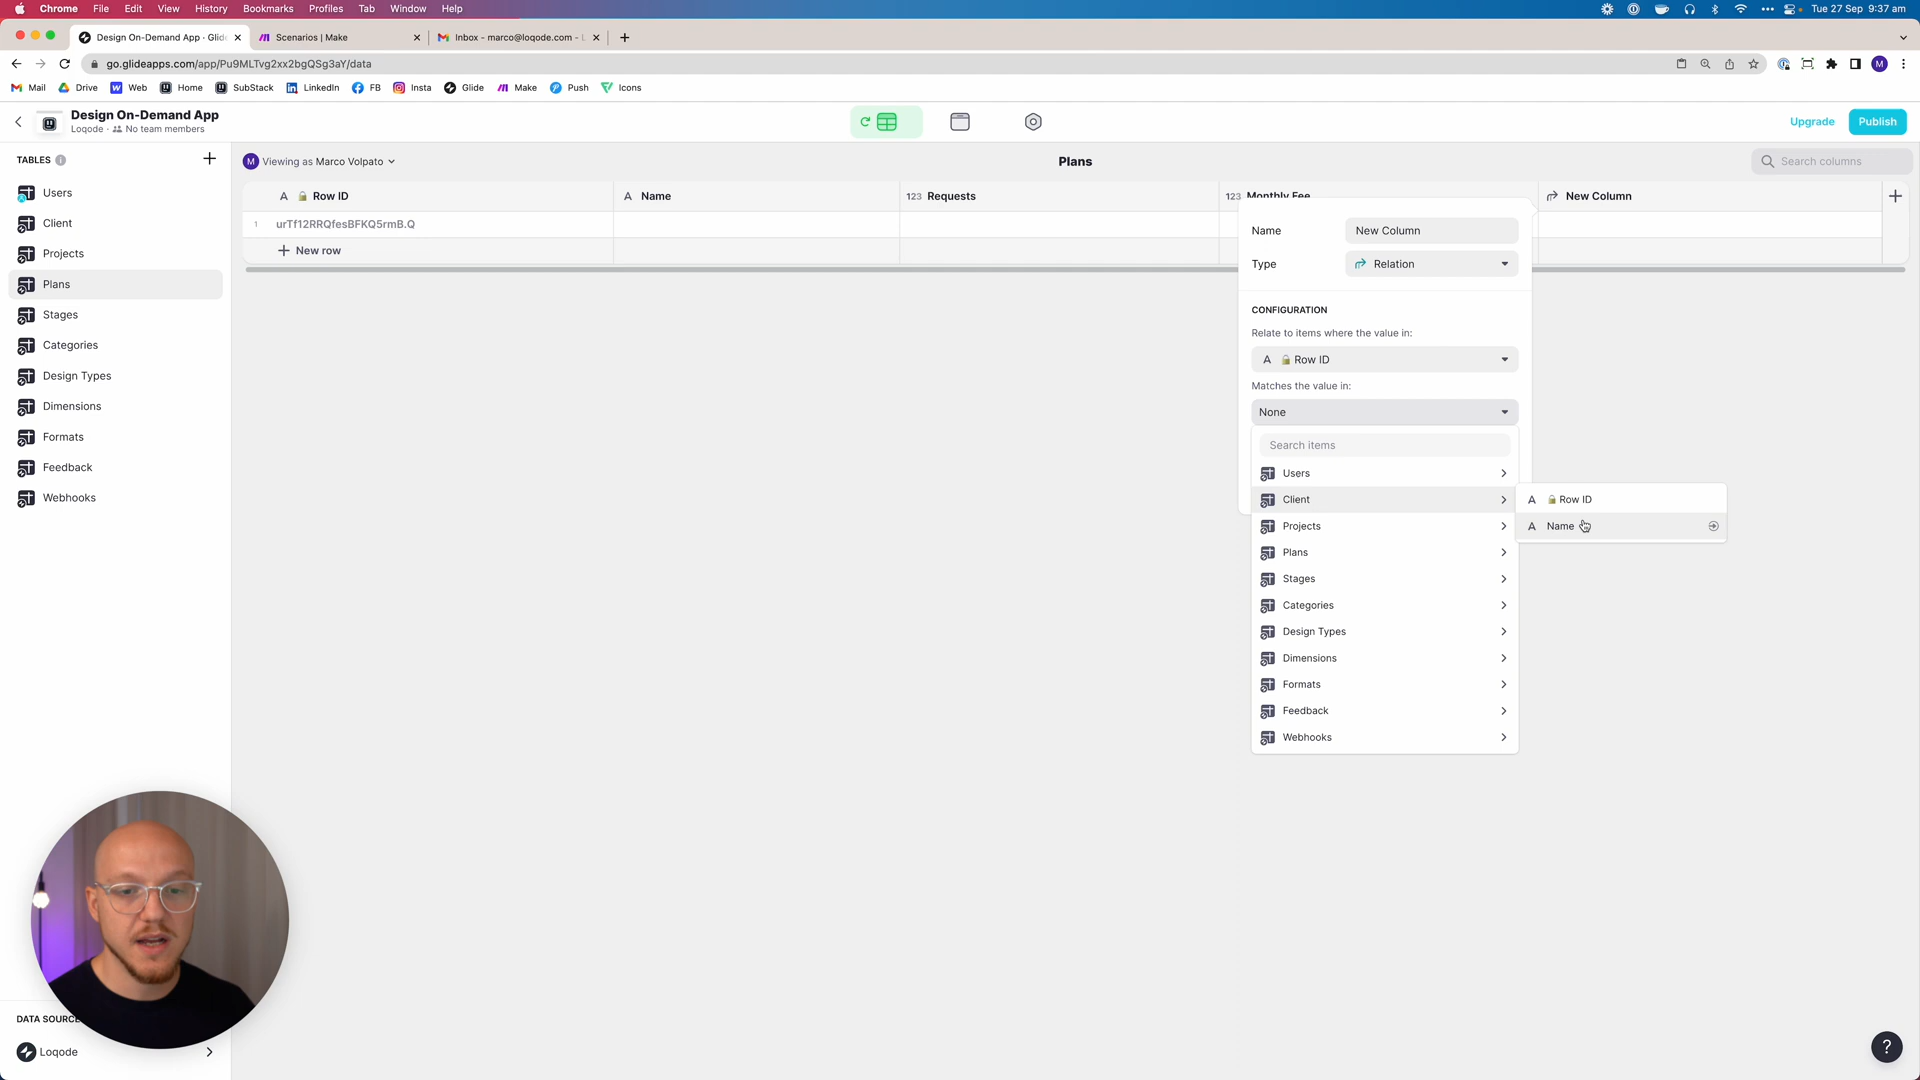 Chrome File Edit View History Bookmarks Profiles Tab Window Help Tue 27 Sep 9:37 am
Design On-Demand App · Glide Scenarios | Make Inbox - marco@loqode.com - L
go.glideapps.com/app/Pu9MLTvg2xx2bgQSg3aY/data M
Mail Drive Web Home SubStack LinkedIn FB Insta Glide Make Push Icons
Design On-Demand App
Loqode · No team members
Upgrade Publish
TABLES
Users
Client
Projects
Plans
Stages
Categories
Design Types
Dimensions
Formats
Feedback
Webhooks
DATA SOURC
Loqode
M Viewing as Marco Volpato Plans Search columns
A Row ID A Name 123 Requests 123 Monthly Fee New Column
1 urTf12RRQfesBFKQ5rmB.Q
New row
Name New Column
Type Relation
CONFIGURATION
Relate to items where the value in:
A Row ID
Matches the value in:
None
Search items
Users
Client
Projects
Plans
Stages
Categories
Design Types
Dimensions
Formats
Feedback
Webhooks
A Row ID
A Name
?